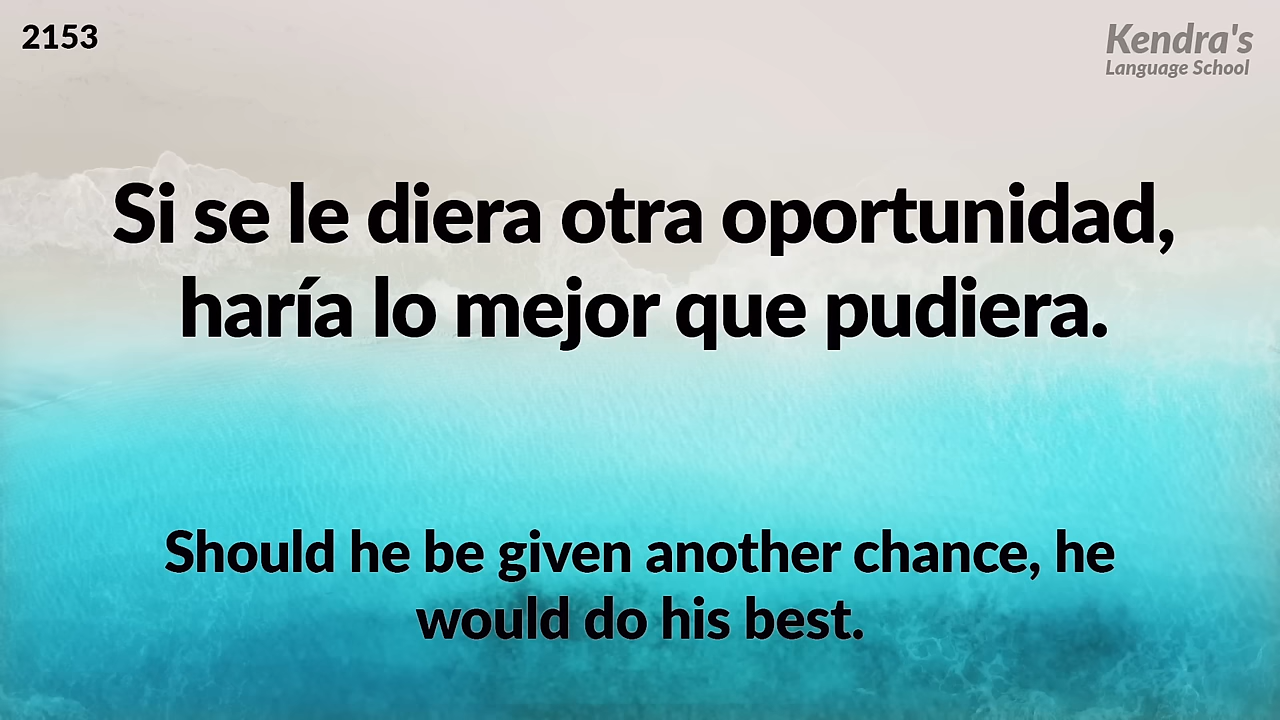 2153
Kendra's
Language School
Si se le diera otra oportunidad,
haría lo mejor que pudiera.
Should he be given another chance, he
would do his best.